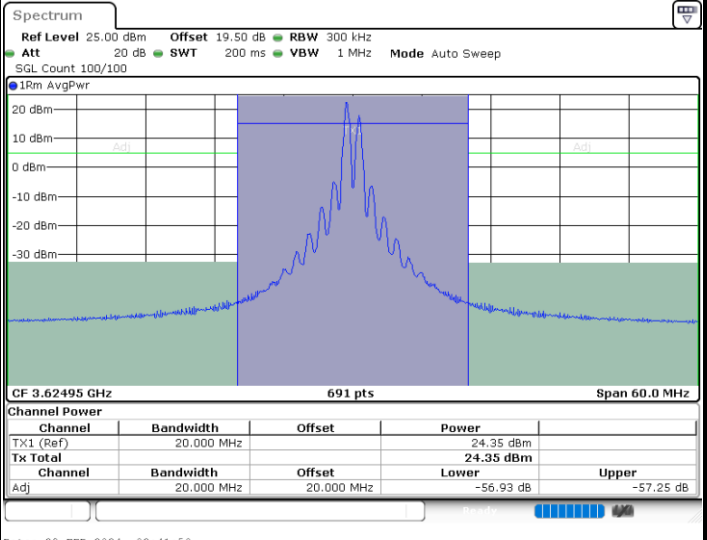 Spectrum
Ref Level 25.00 dBm Offset 19.50 dB RBW 300 kHz
Att 20 dB SWT 200 ms VBW 1 MHz Mode Auto Sweep
SGL Count 100/100
1Rm AvgPwr
20 dBm
TX1
10 dBm
Adj Adj
0 dBm
-10 dBm
-20 dBm
-30 dBm
CF 3.62495 GHz 691 pts Span 60.0 MHz
Channel Power
Channel Bandwidth Offset Power
TX1 (Ref) 20.000 MHz 24.35 dBm
Tx Total 24.35 dBm
Channel Bandwidth Offset Lower Upper
Adj 20.000 MHz 20.000 MHz -56.93 dB -57.25 dB
Ready